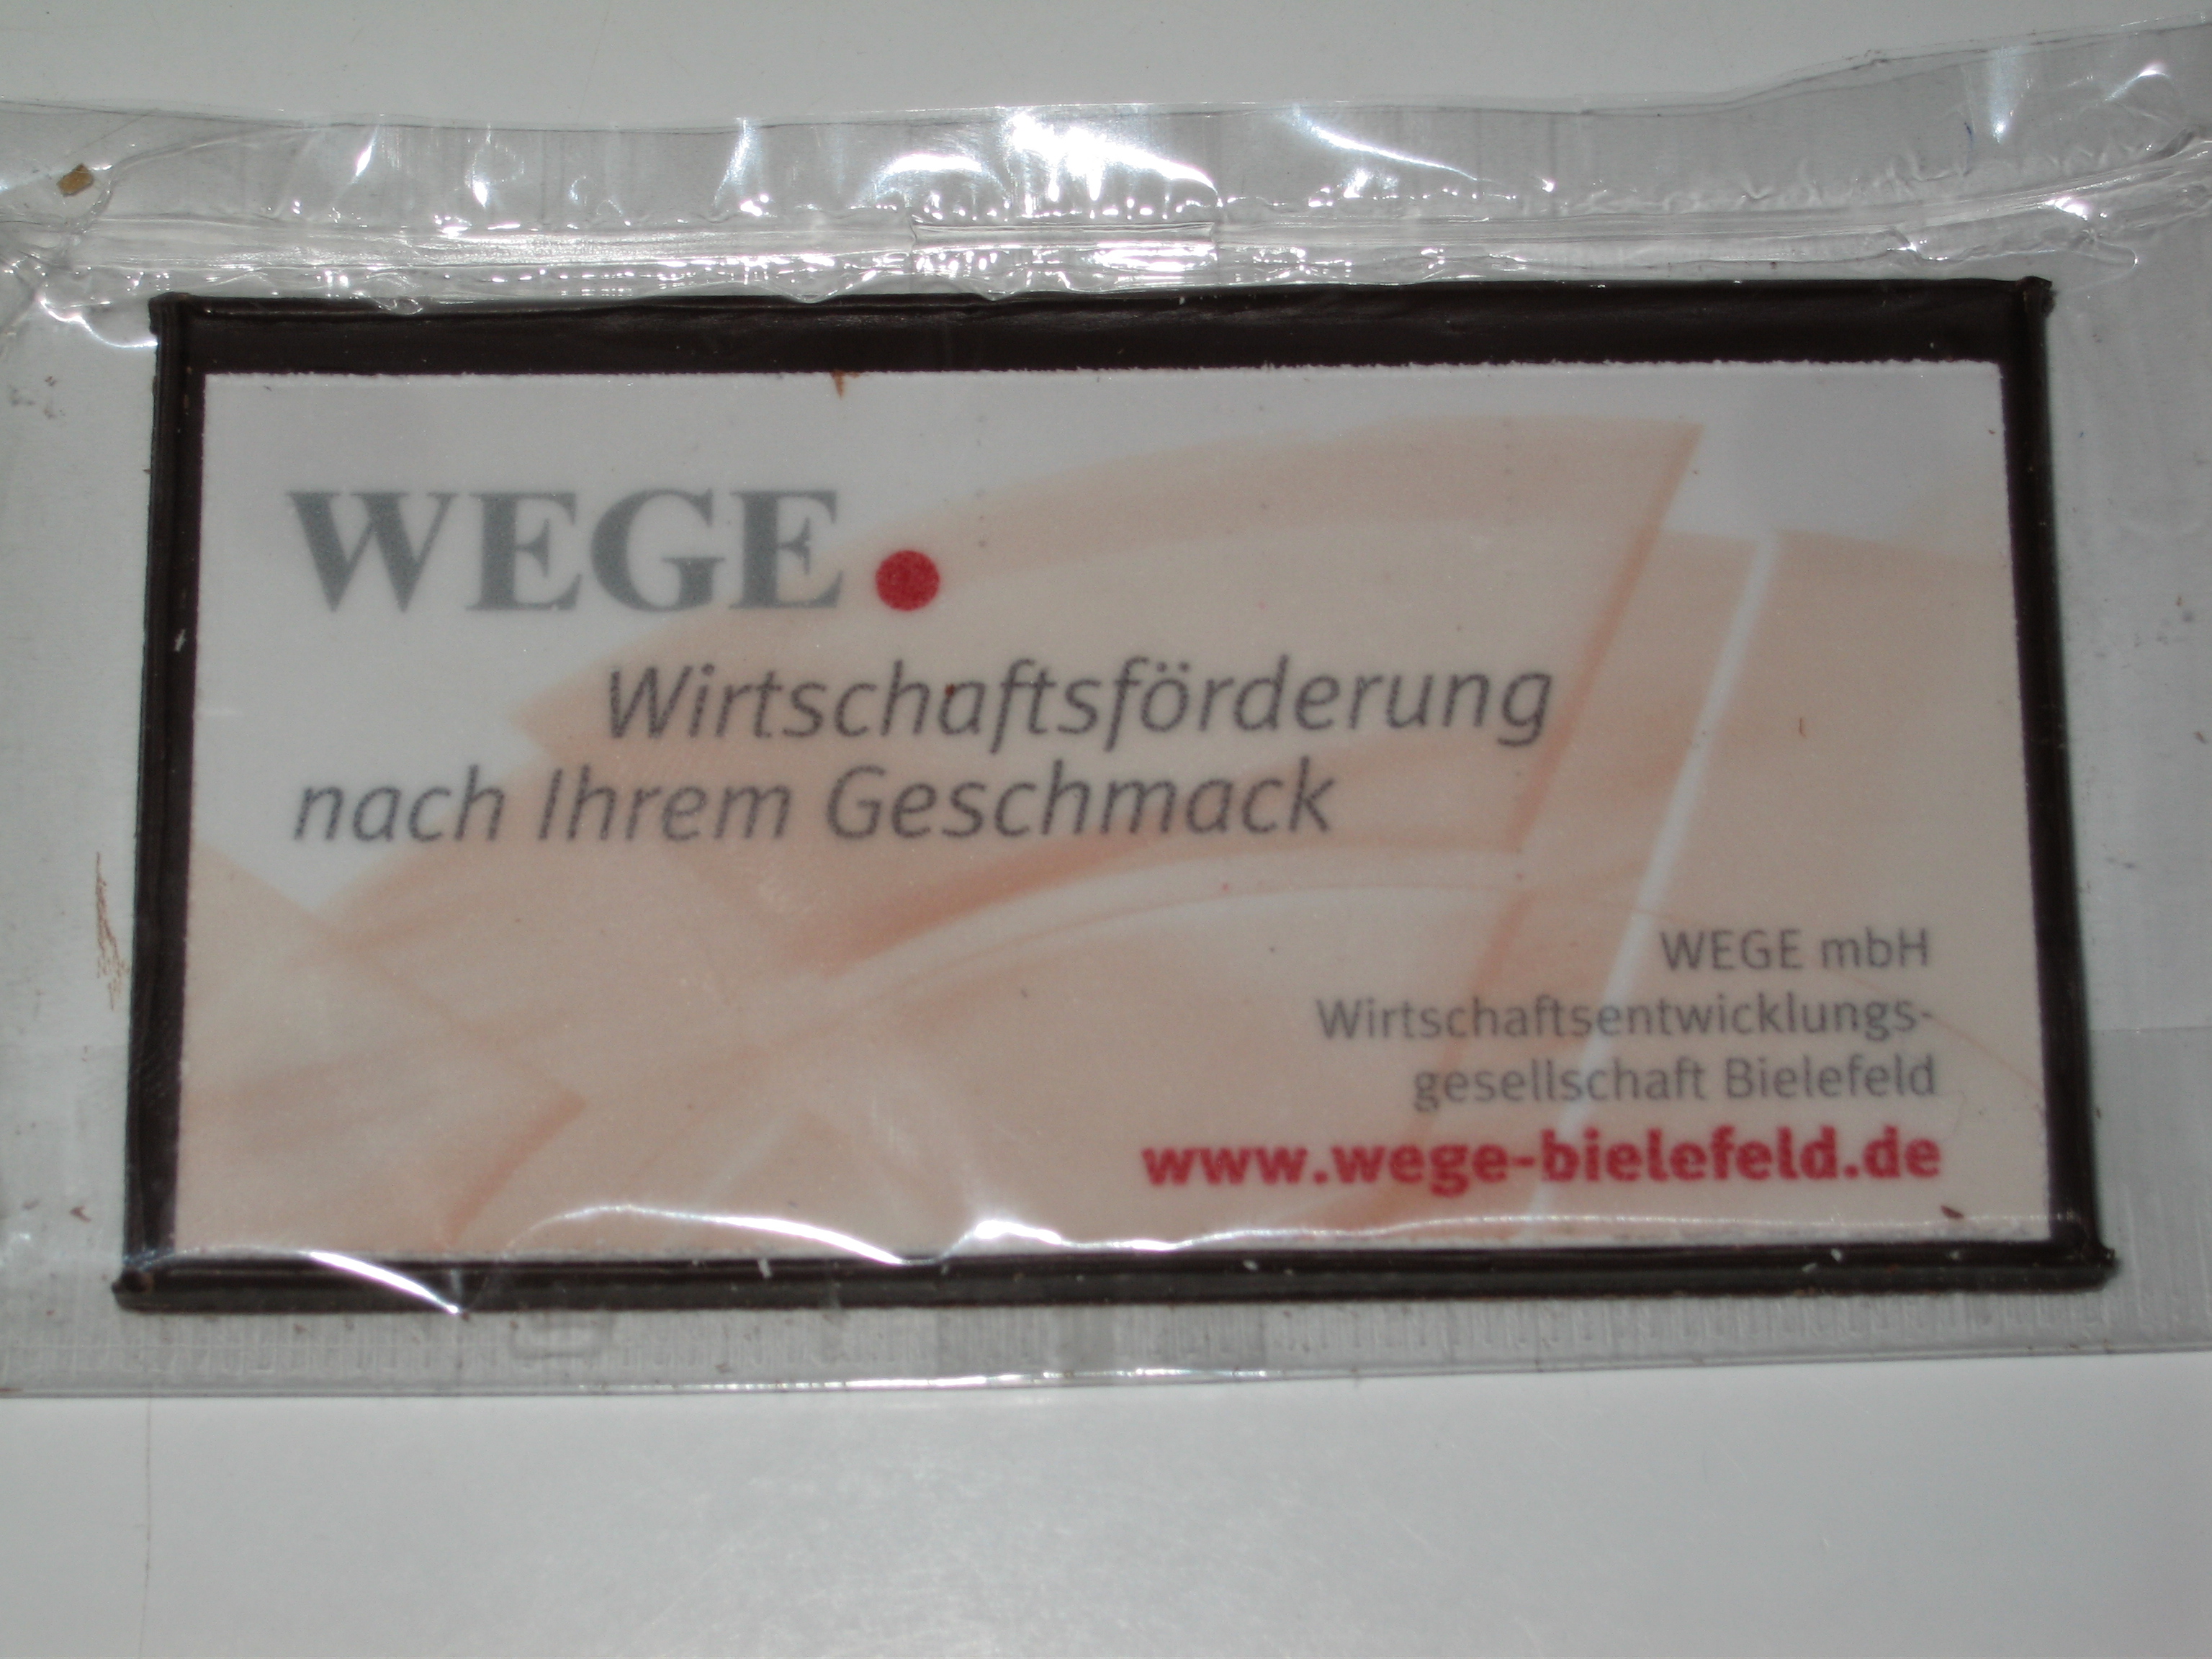 WEGE.
Wirtschaftsförderung
nach Ihrem Geschmack
WEGE mbH
Wirtschaftsentwicklungs-
gesellschaft Bielefeld
www.wege-bielefeld.de